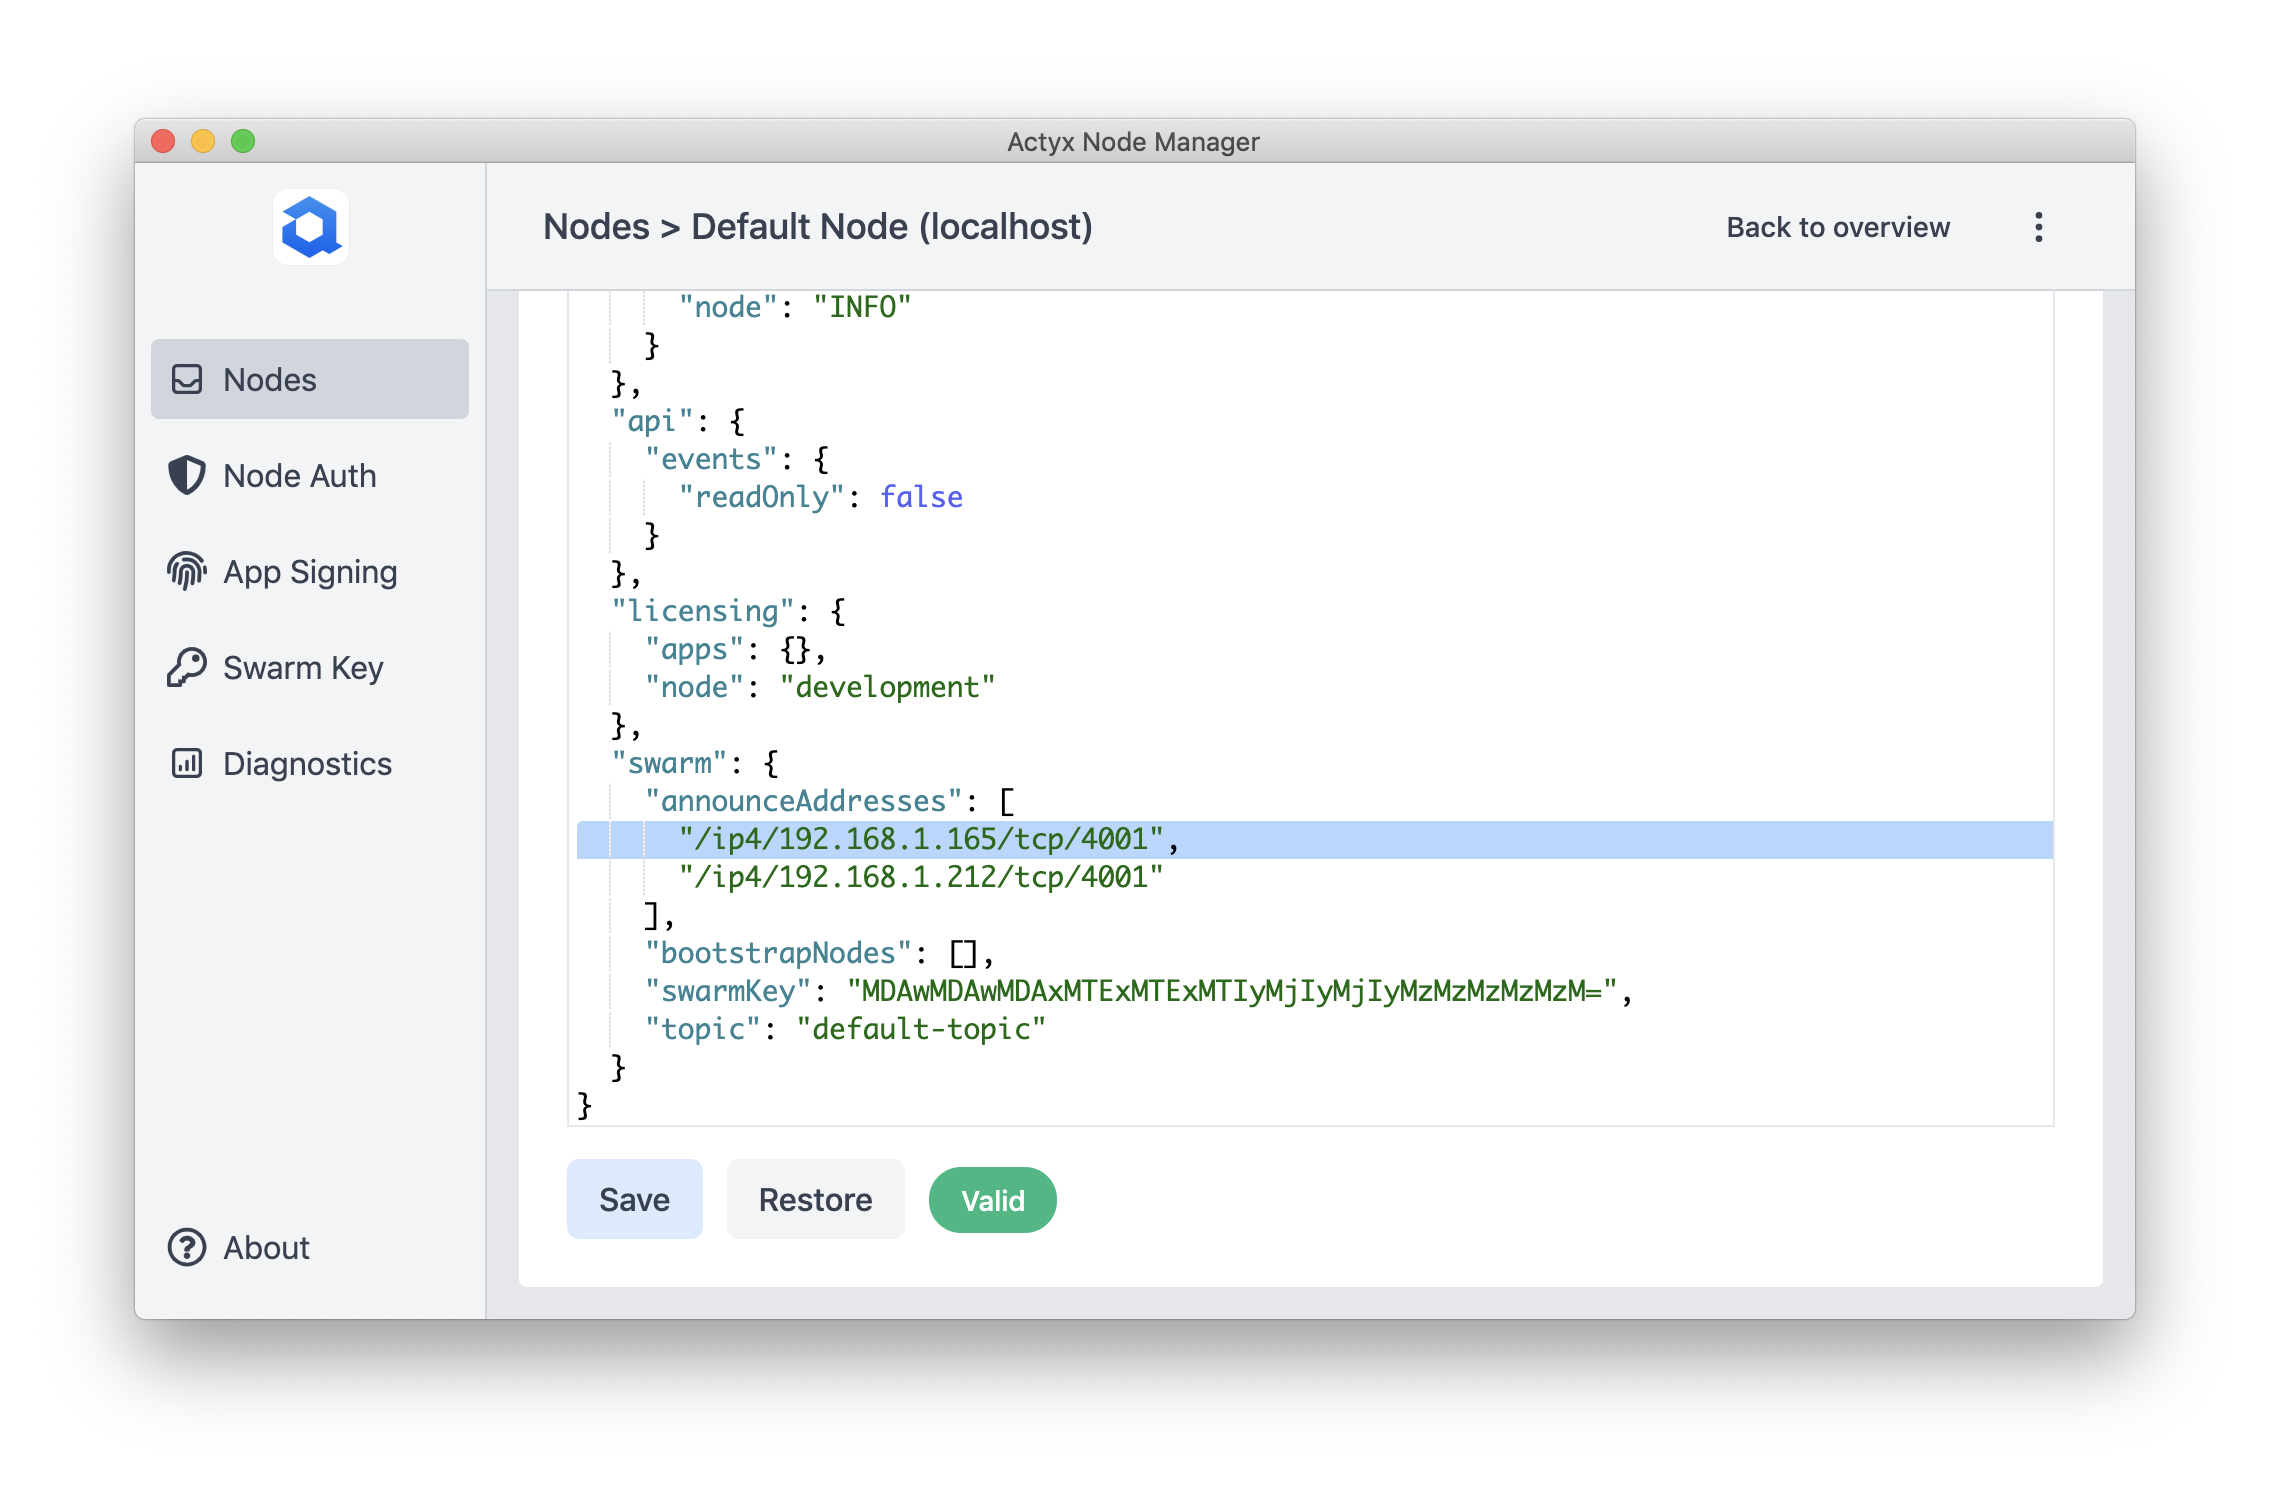 Actyx Node Manager
Nodes > Default Node (localhost)
Back to overview
Nodes
Node Auth
App Signing
Swarm Key
Diagnostics
About
"node": "INFO"
}
},
"api": {
"events": {
"readOnly": false
}
},
"licensing": {
"apps": {},
"node": "development"
},
"swarm": {
"announceAddresses": [
"/ip4/192.168.1.165/tcp/4001",
"/ip4/192.168.1.212/tcp/4001"
],
"bootstrapNodes": [],
"swarmKey": "MDAwMDAwMDAxMTExMTExMTIyMjIyMjIyMzMzMzMzMzM=",
"topic": "default-topic"
}
}
Save
Restore
Valid